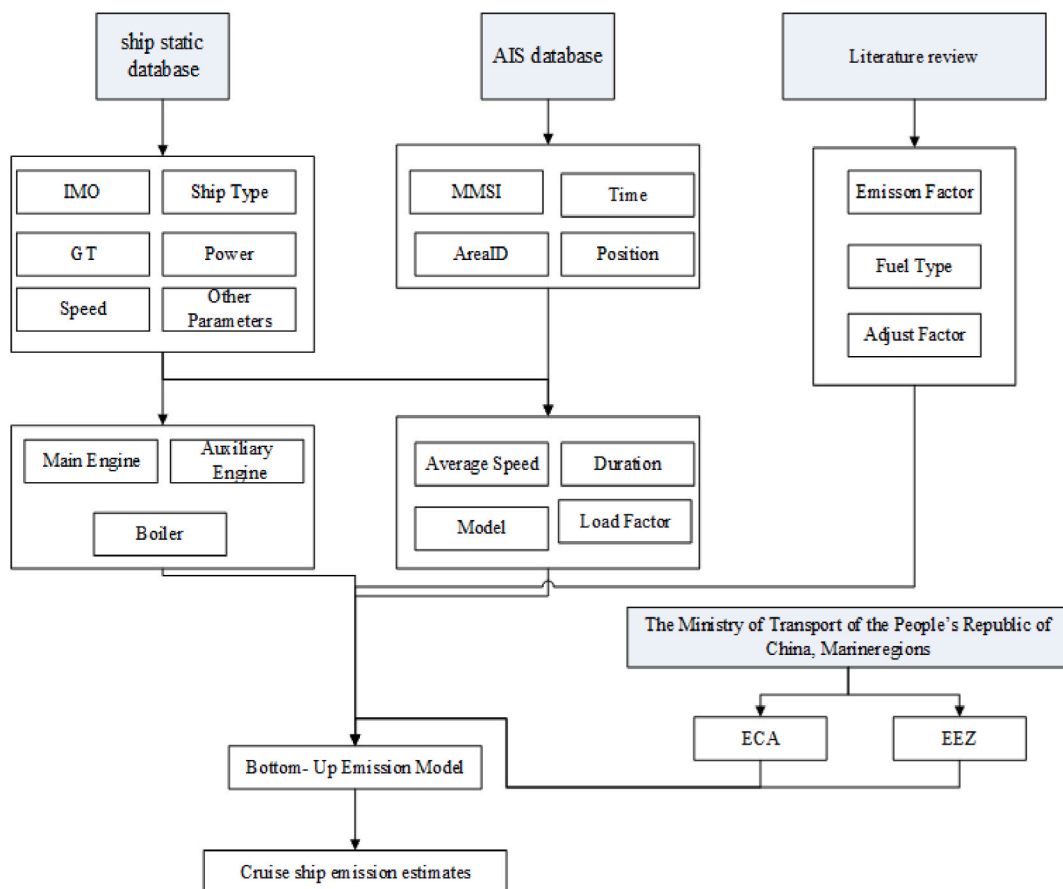 ship static
database
AIS database
Literature review
IMO
Ship Type
GT
Power
Speed
Other
Parameters
MMSI
Time
AreaID
Position
Emisson Factor
Fuel Type
Adjust Factor
Main Engine
Auxiliary
Engine
Boiler
Average Speed
Duration
Model
Load Factor
The Ministry of Transport of the People's Republic of
China, Marineregions
ECA
EEZ
Bottom- Up Emission Model
Cruise ship emission estimates